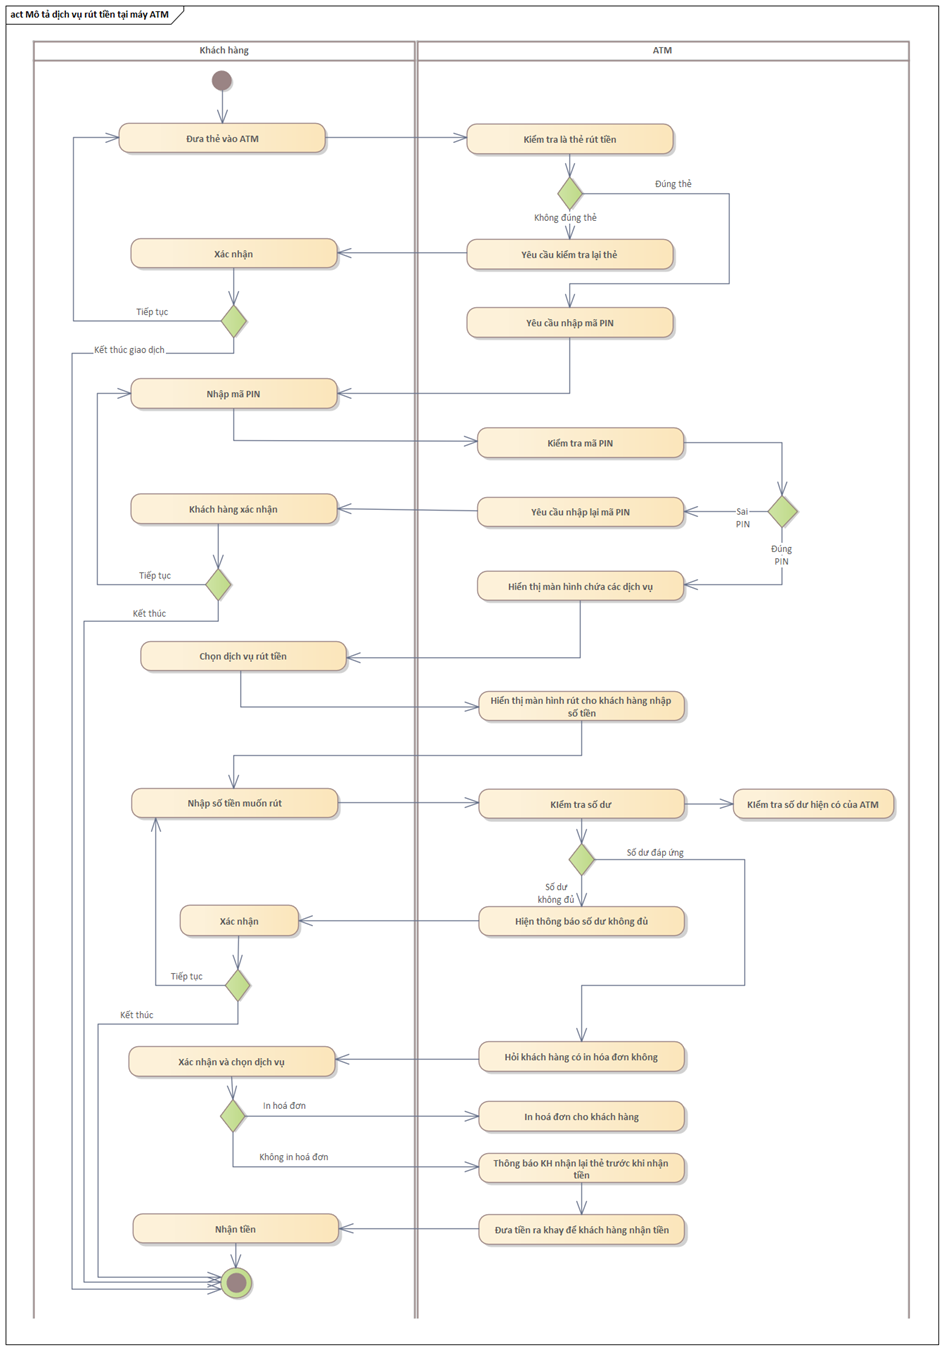 act Mô tả dịch vụ rút tiền tại máy ATM
Khách hàng
ATM
Đưa thẻ vào ATM
Kiểm tra là thẻ rút tiền
Đúng thẻ
Không đúng thẻ
Xác nhận
Yêu cầu kiểm tra lại thẻ
Tiếp tục
Yêu cầu nhập mã PIN
Kết thúc giao dịch
Nhập mã PIN
Kiểm tra mã PIN
Khách hàng xác nhận
Yêu cầu nhập lại mã PIN
Sai
PIN
Đúng
PIN
Tiếp tục
Hiển thị màn hình chứa các dịch vụ
Kết thúc
Chọn dịch vụ rút tiền
Hiển thị màn hình rút cho khách hàng nhập
số tiền
Nhập số tiền muốn rút
KIểm tra số dư
KIểm tra số dư hiện có của ATM
Số dư đáp ứng
Số dư
không đủ
Xác nhận
Hiện thông báo số dư không đủ
Tiếp tục
Kết thúc
Xác nhận và chọn dịch vụ
Hỏi khách hàng có in hóa đơn không
In hoá đơn
In hoá đơn cho khách hàng
Không in hoá đơn
Thông báo KH nhận lại thẻ trước khi nhận
tiền
Nhận tiền
Đưa tiền ra khay để khách hàng nhận tiền